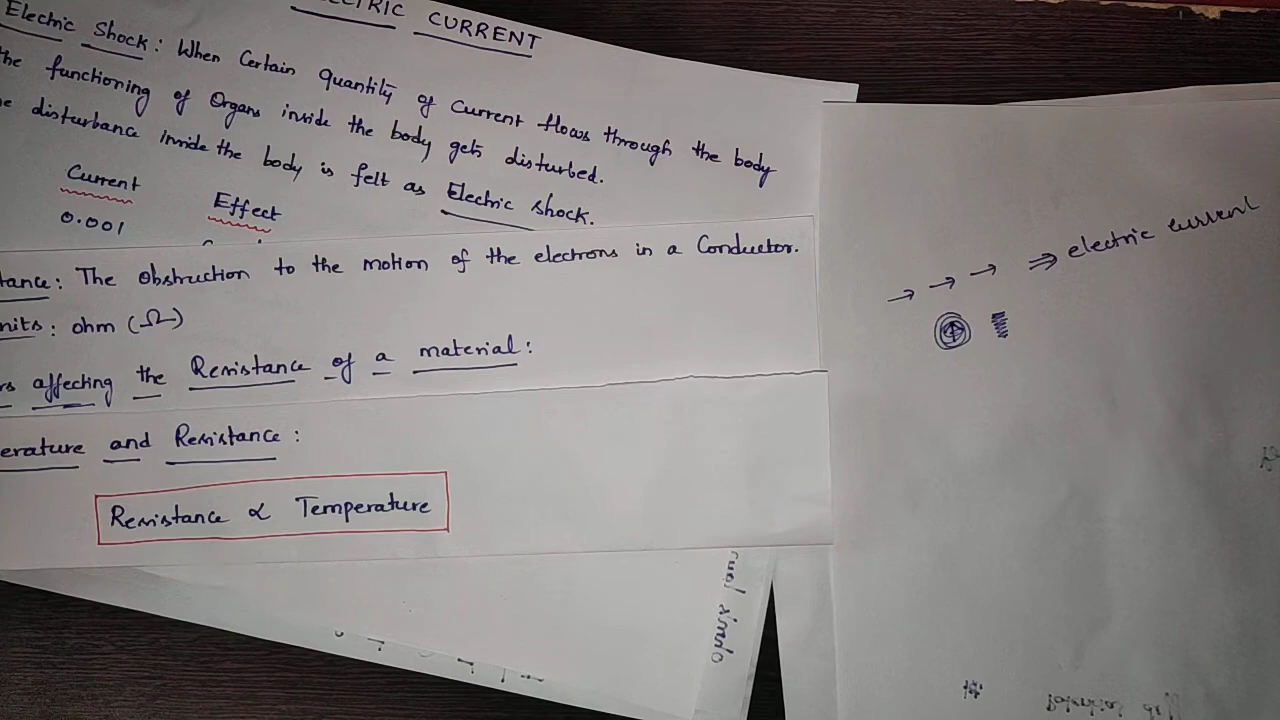 CURRENT
Electric Shock: When Certain quantity of Current flows through the body
the functioning of Organs inside the body gets disturbed.
disturbance inside the body is felt as Electric shock.
Current Effect
0.001
tance: The obstruction to the motion of the electrons in a Conductor.
nits: ohm (Ω)
rs affecting the Resistance of a material:
erature and Resistance:
Resistance ∝ Temperature
→ → → ⇒ electric current